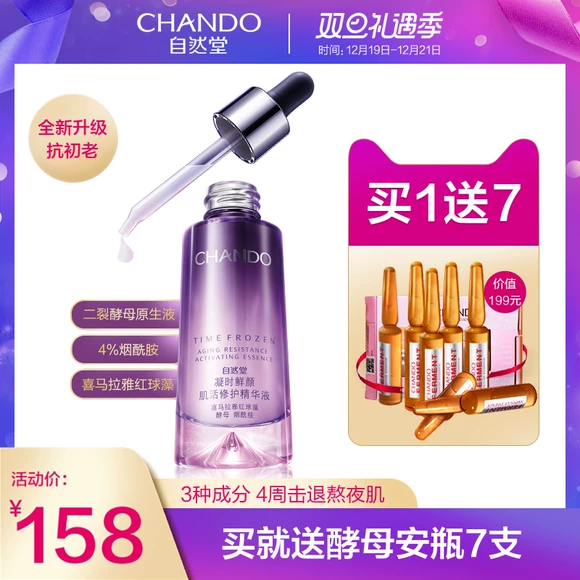 CHANDO
自然堂
双旦礼遇季
时间:12月19日-12月21日
全新升级
抗初老
买1送7
CHANDO
价值
199元
CHANDO
二裂酵母原生液
4%烟酰胺
喜马拉雅红球藻
TIME FROZEN
AGING RESISTANCE
ACTIVATING ESSENCE
自然堂
凝时鲜颜
肌活修护精华液
喜马拉雅红球藻
酵母 烟酰胺
CHANDO
FERMENT
CHANDO
FERMENT
活动价:
¥158
3种成分 4周击退熬夜肌
买就送酵母安瓶7支